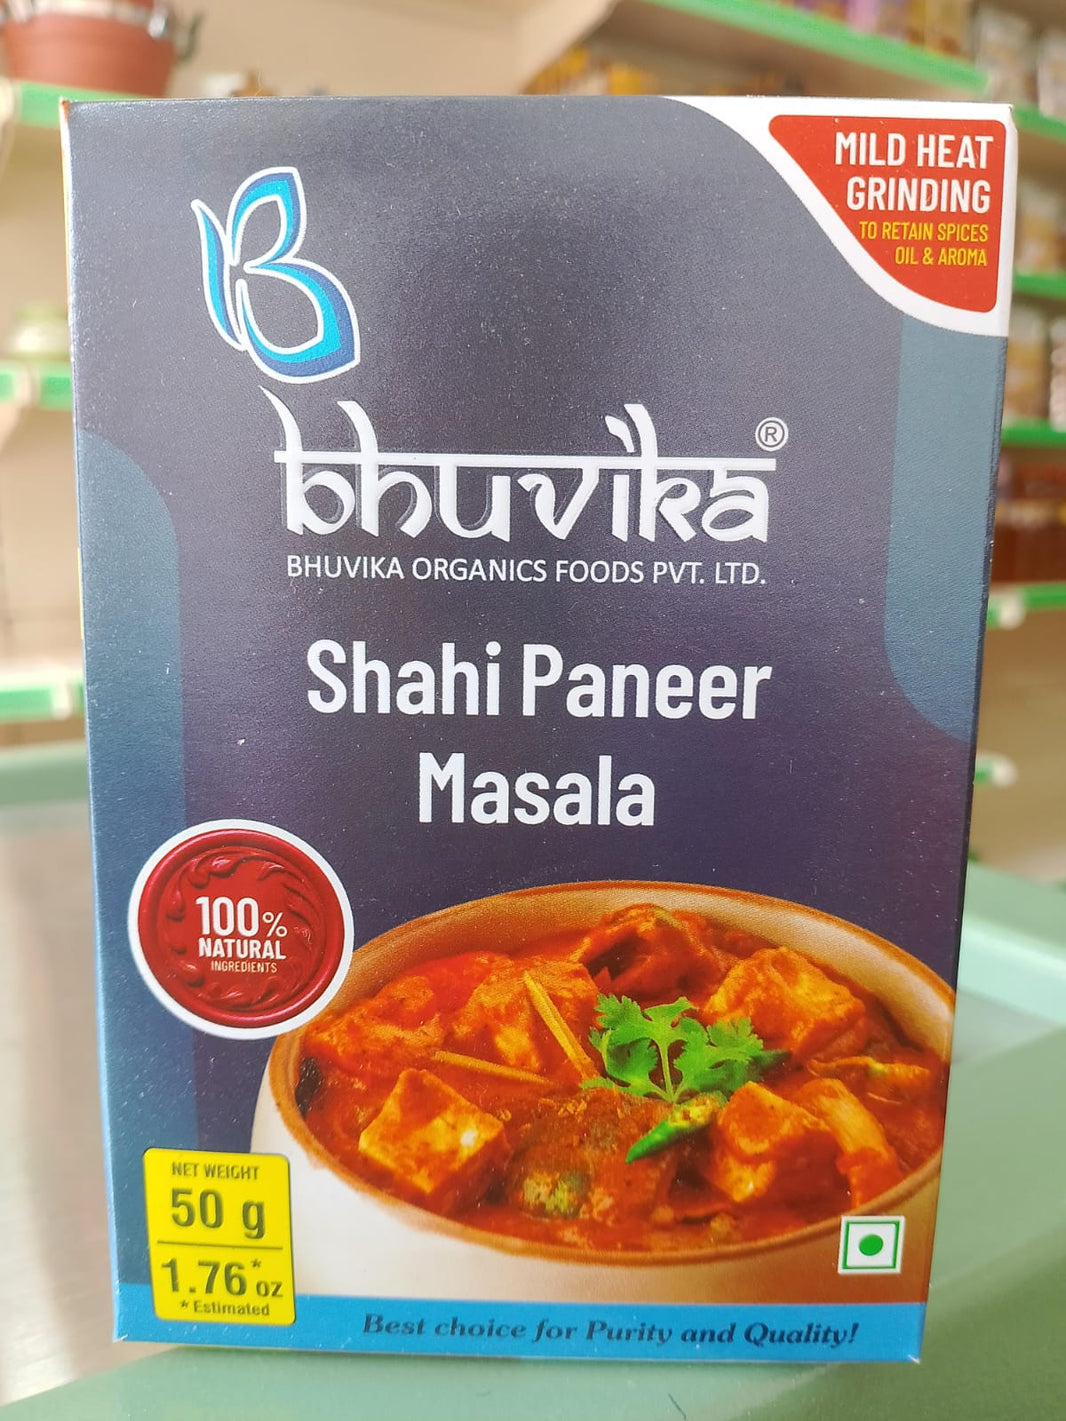 MILD HEAT
GRINDING
TO RETAIN SPICES
OIL & AROMA
bhuvika®
BHUVIKA ORGANICS FOODS PVT. LTD.
Shahi Paneer
Masala
100%
NATURAL
INGREDIENTS
NET WEIGHT
50 g
1.76* oz
* Estimated
Best choice for Purity and Quality!